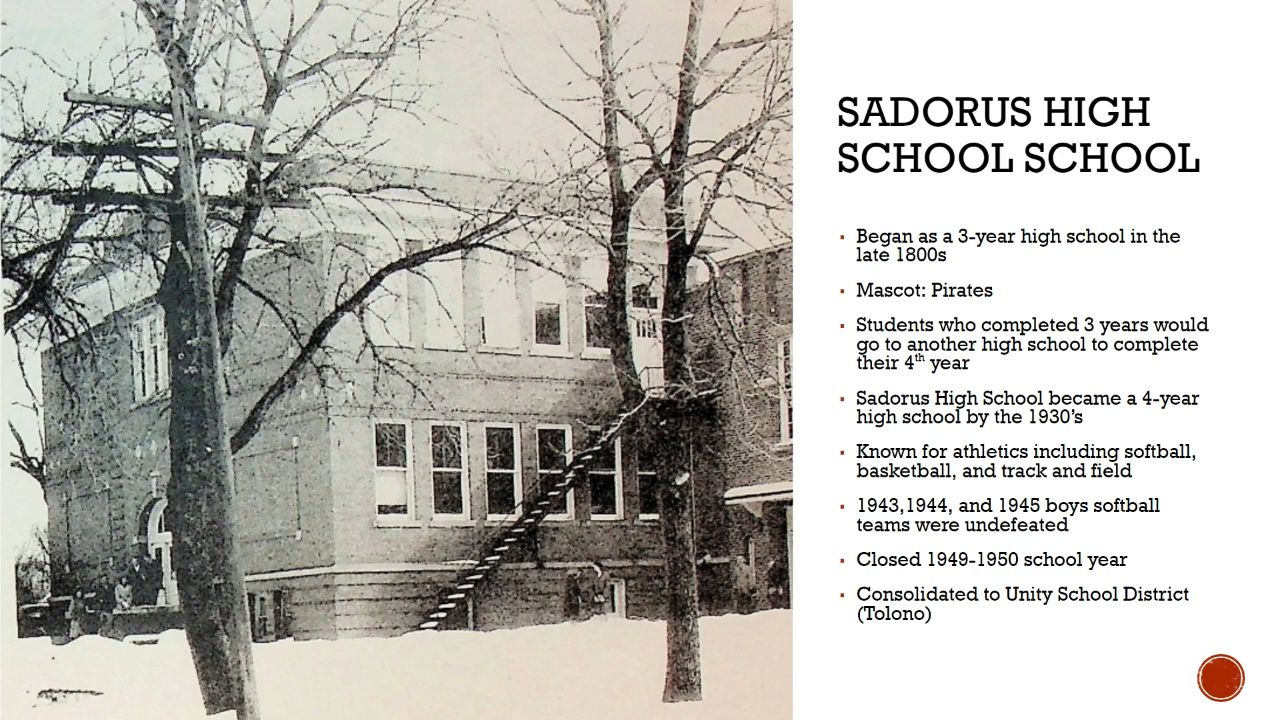 SADORUS HIGH
SCHOOL SCHOOL
▪ Began as a 3-year high school in the
late 1800s
▪ Mascot: Pirates
▪ Students who completed 3 years would
go to another high school to complete
their 4th year
▪ Sadorus High School became a 4-year
high school by the 1930’s
▪ Known for athletics including softball,
basketball, and track and field
▪ 1943,1944, and 1945 boys softball
teams were undefeated
▪ Closed 1949-1950 school year
▪ Consolidated to Unity School District
(Tolono)